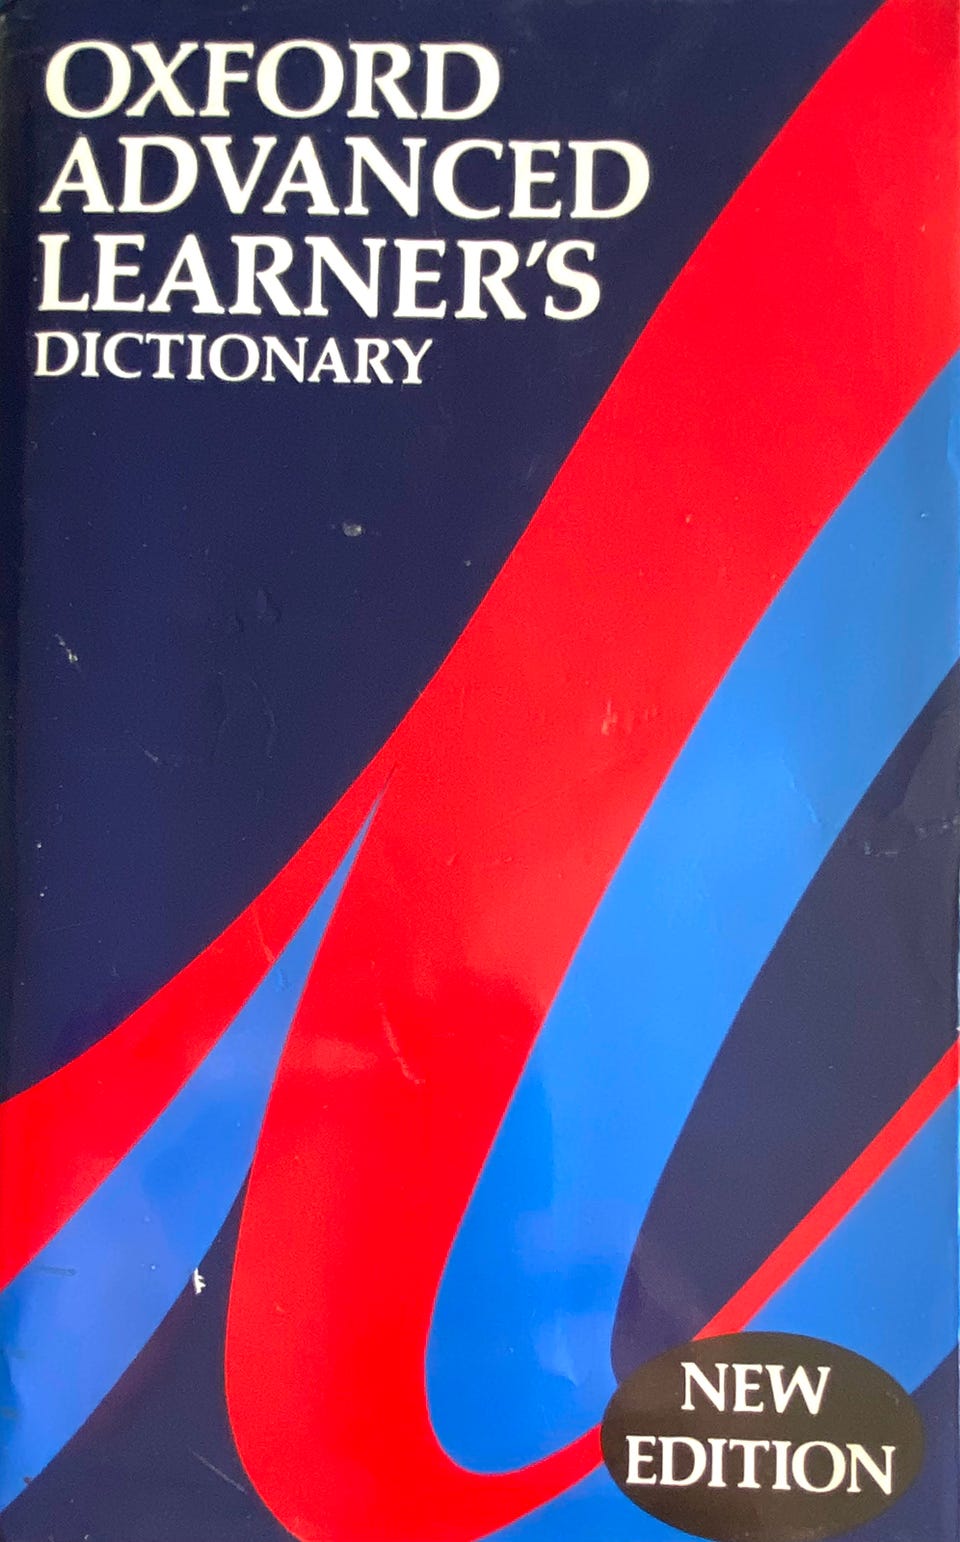 OXFORD
ADVANCED
LEARNER'S
DICTIONARY
NEW
EDITION